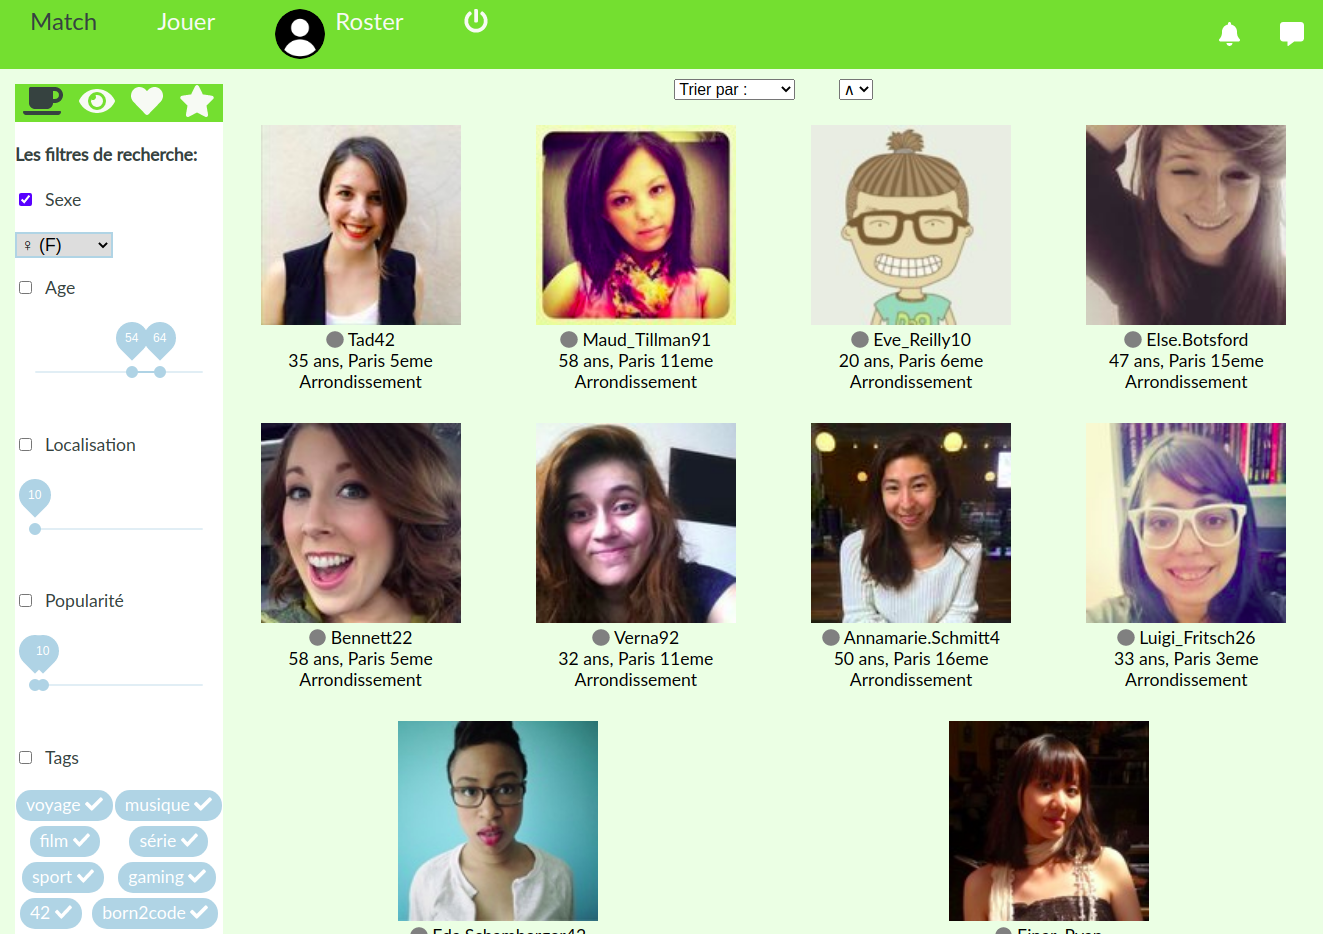 Match Jouer Roster
Trier par : ∧
Les filtres de recherche:
Sexe
♀ (F)
Age
54 64
Localisation
10
Popularité
10
Tags
voyage musique
film série
sport gaming
42 born2code
Tad42
35 ans, Paris 5eme
Arrondissement
Maud_Tillman91
58 ans, Paris 11eme
Arrondissement
Eve_Reilly10
20 ans, Paris 6eme
Arrondissement
Else.Botsford
47 ans, Paris 15eme
Arrondissement
Bennett22
58 ans, Paris 5eme
Arrondissement
Verna92
32 ans, Paris 11eme
Arrondissement
Annamarie.Schmitt4
50 ans, Paris 16eme
Arrondissement
Luigi_Fritsch26
33 ans, Paris 3eme
Arrondissement